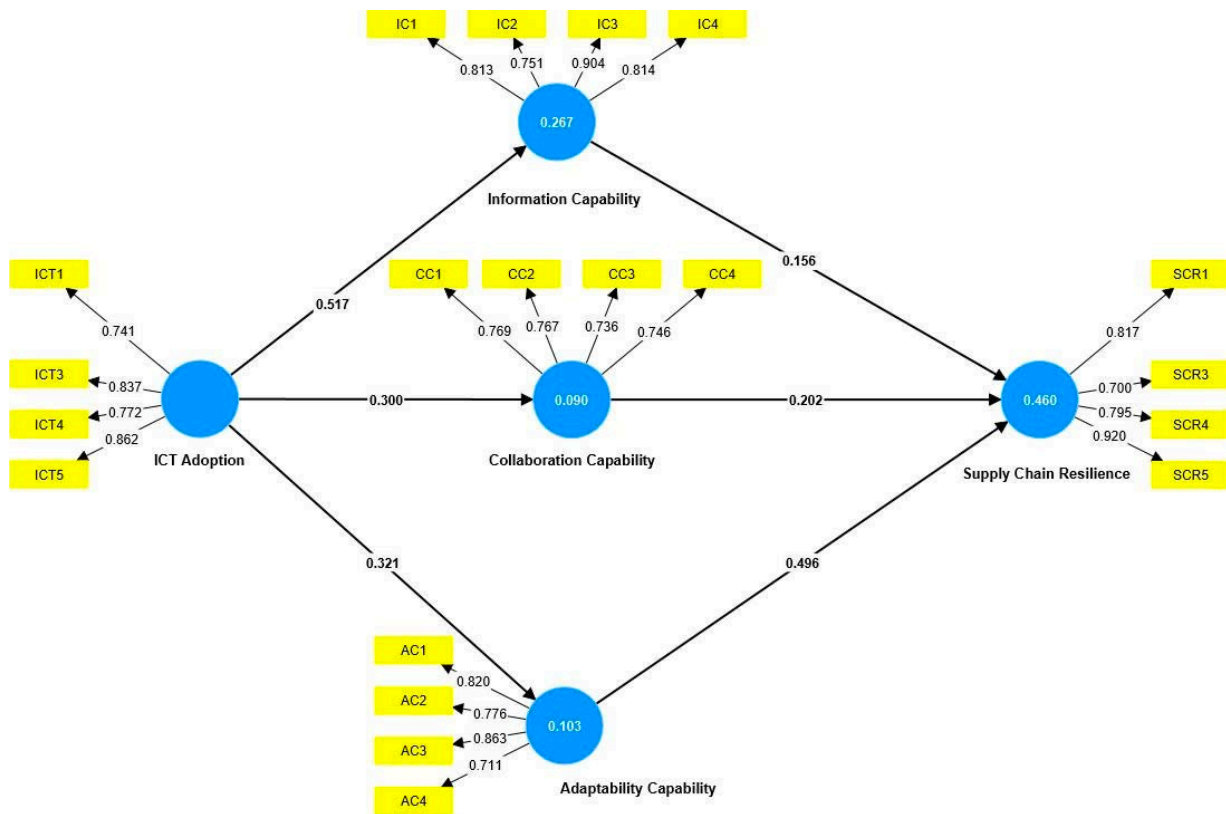 IC1 IC2 IC3 IC4
0.813 0.751 0.904 0.814
0.267
Information Capability
0.517
0.156
ICT1
0.741
ICT3
0.837
ICT4
0.772
ICT5
0.862
ICT Adoption
CC1 CC2 CC3 CC4
0.769 0.767 0.736 0.746
0.300
0.090
0.202
Collaboration Capability
SCR1
0.817
0.460
SCR3
0.700
SCR4
0.795
SCR5
0.920
Supply Chain Resilience
0.321
0.496
AC1
0.820
AC2
0.776
AC3
0.863
AC4
0.711
0.103
Adaptability Capability